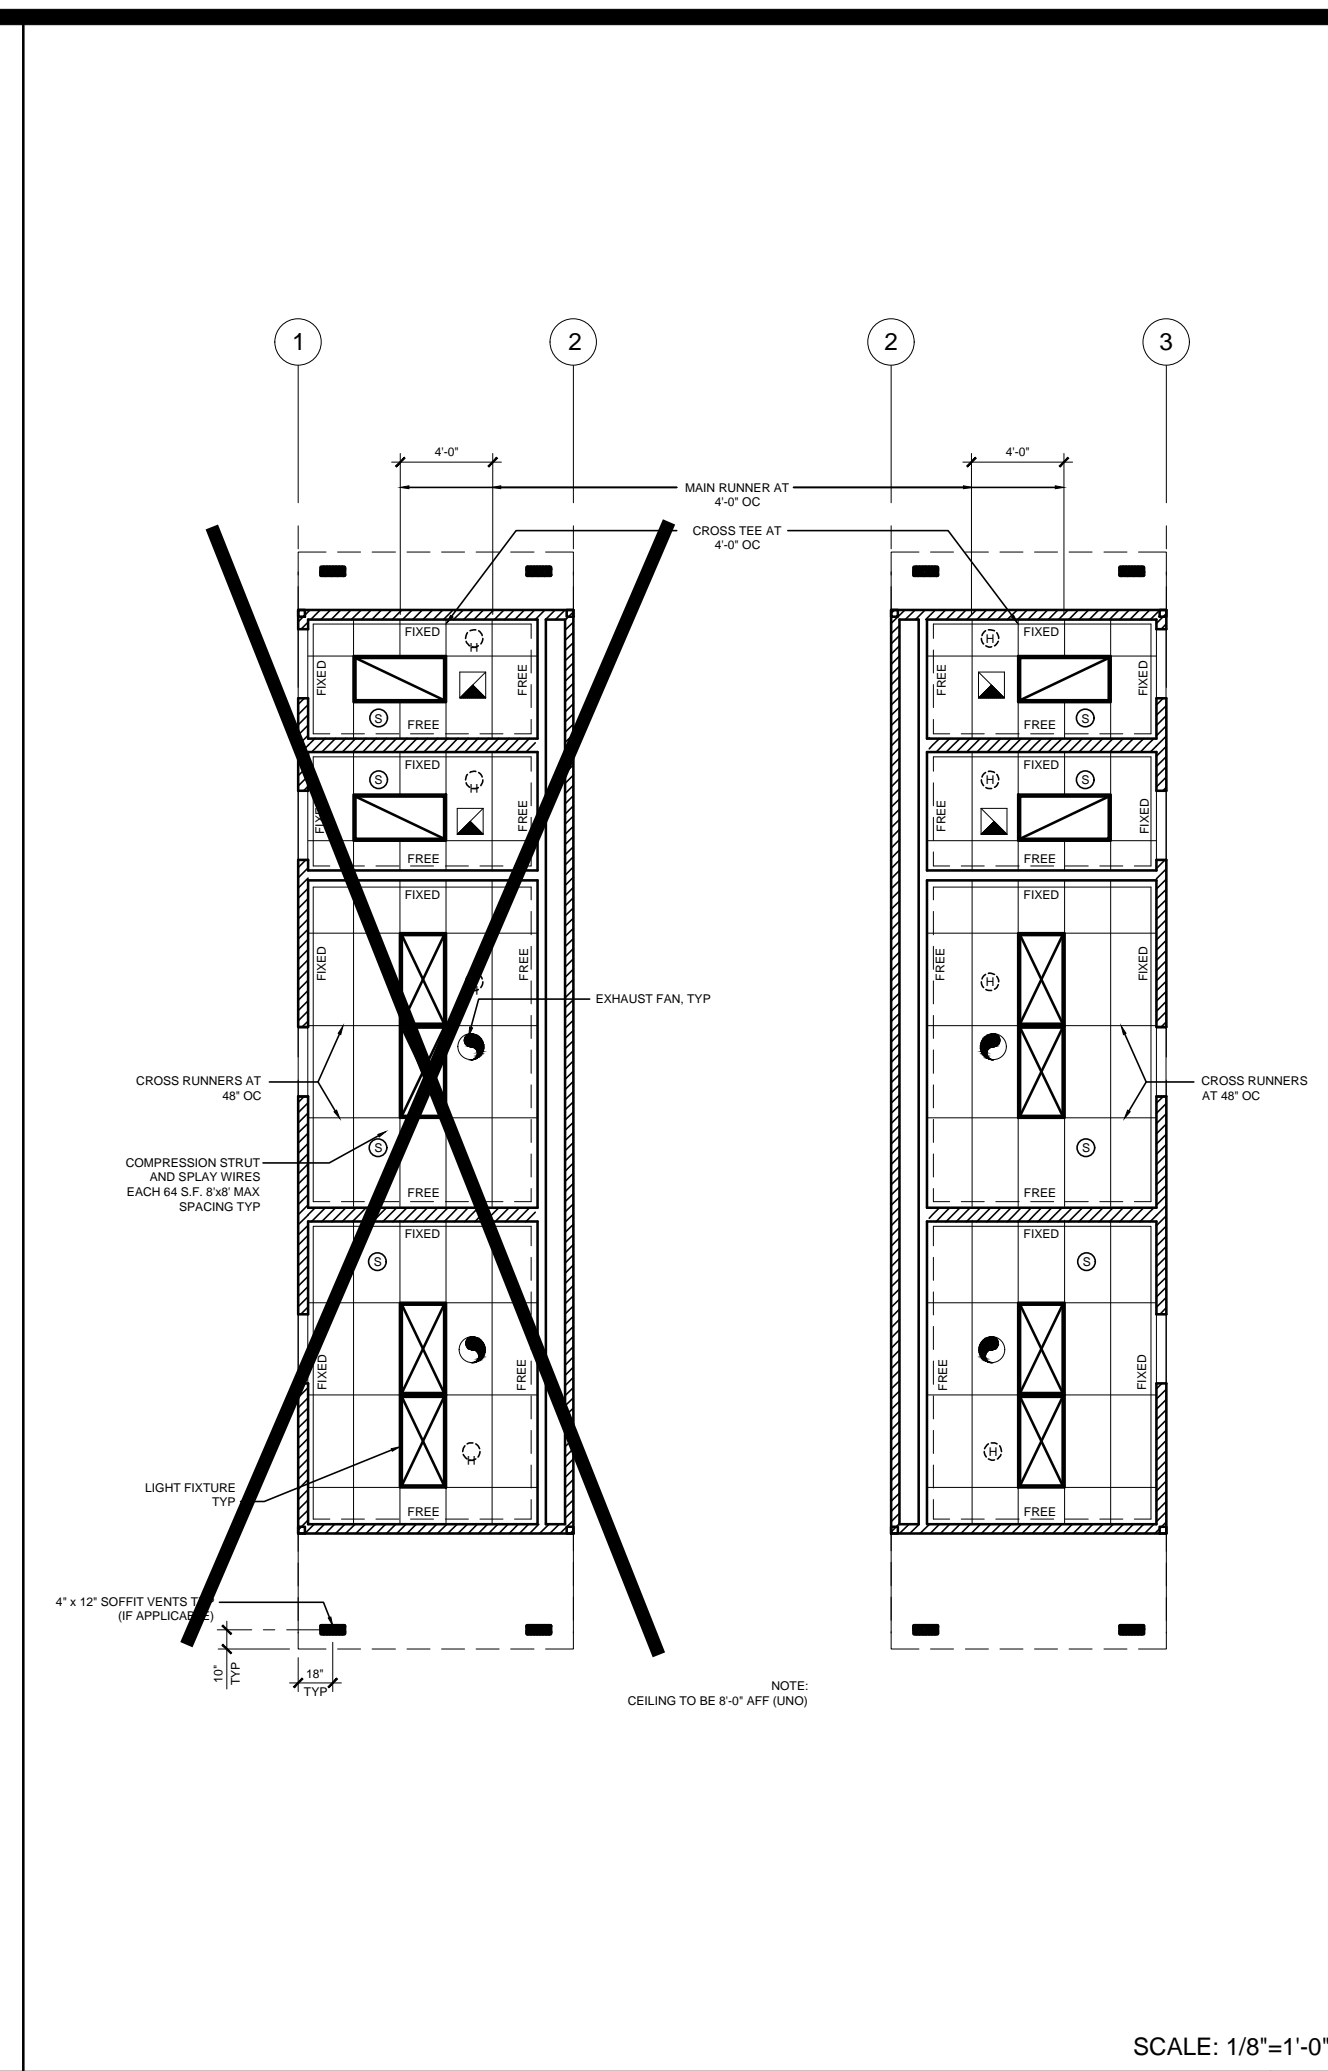 1
2
2
3
4'-0"
4'-0"
MAIN RUNNER AT
4'-0" OC
CROSS TEE AT
4'-0" OC
FIXED
H
FIXED
FREE
S
FREE
H
FIXED
FREE
FIXED
FREE
S
FIXED
S
H
FREE
FREE
H
FIXED
S
FREE
FIXED
FREE
FIXED
FIXED
FREE
FREE
FIXED
H
FREE
FIXED
EXHAUST FAN, TYP
CROSS RUNNERS AT
48" OC
CROSS RUNNERS
AT 48" OC
COMPRESSION STRUT
AND SPLAY WIRES
EACH 64 S.F. 8'x8' MAX
SPACING TYP
S
S
FREE
FREE
FIXED
FIXED
S
S
FIXED
FREE
FREE
FIXED
H
H
LIGHT FIXTURE
TYP
FREE
FREE
4" x 12" SOFFIT VENTS
(IF APPLICABLE)
10"
TYP
18"
TYP
NOTE:
CEILING TO BE 8'-0" AFF (UNO)
SCALE: 1/8"=1'-0"